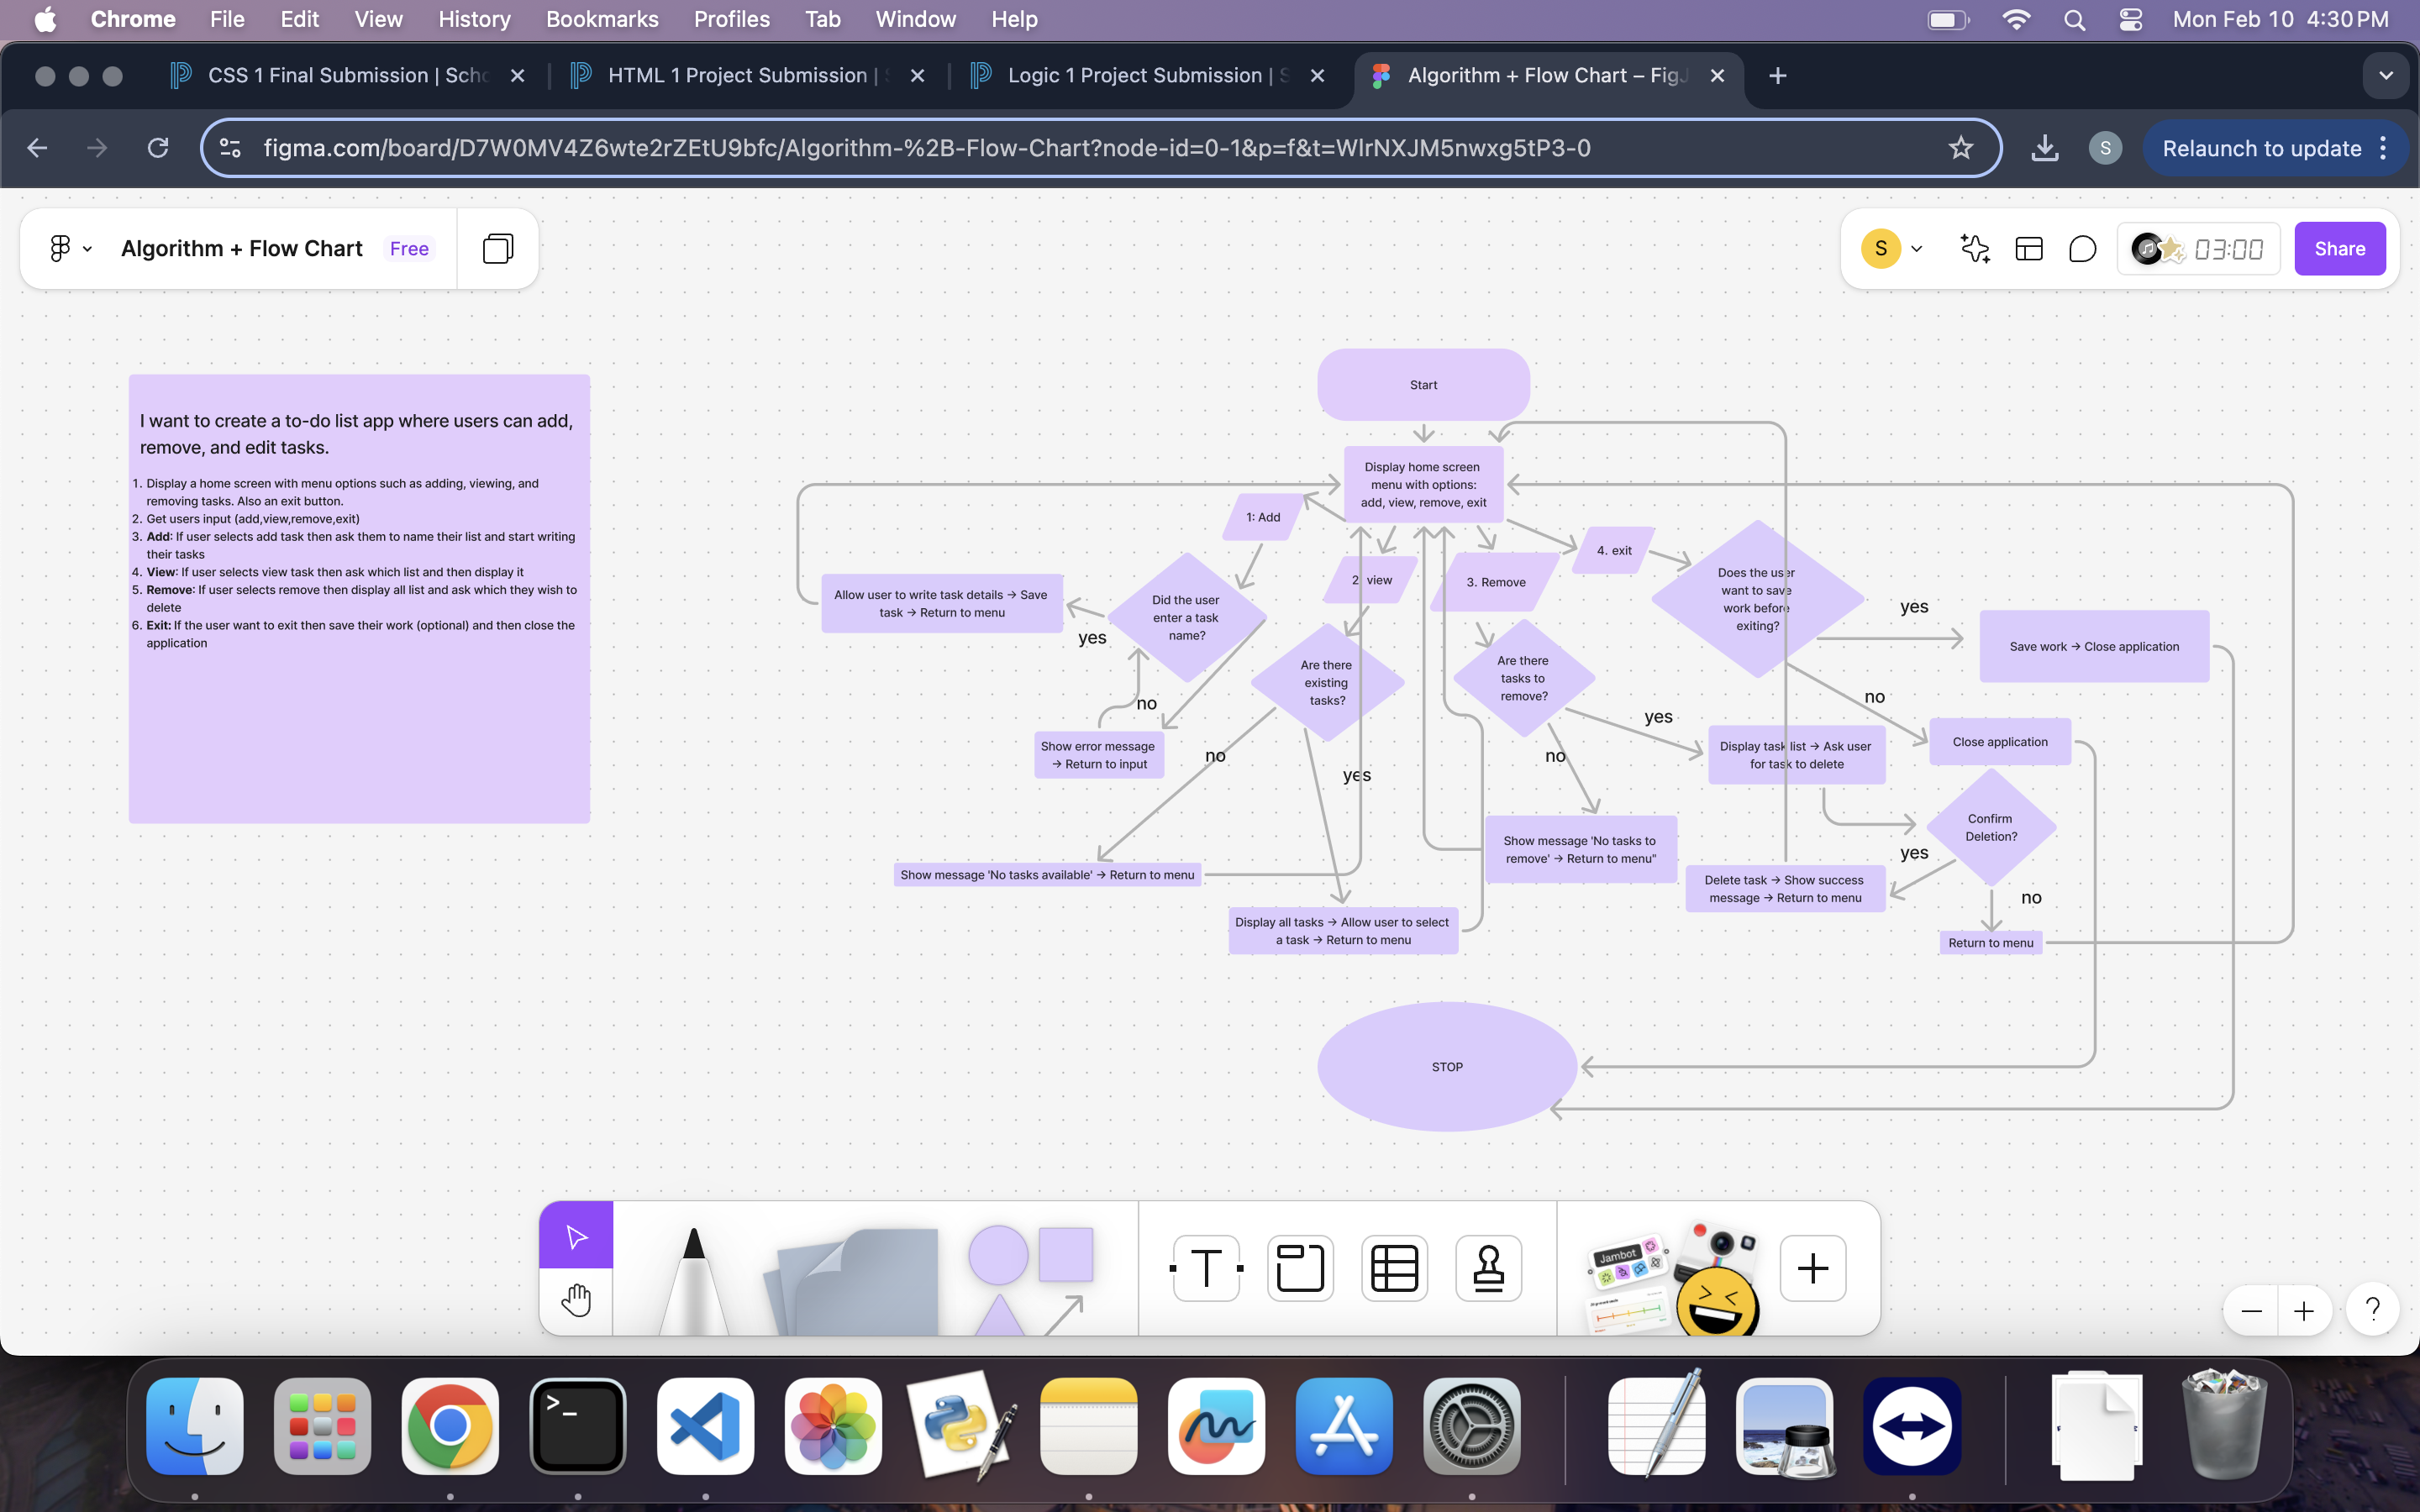 Chrome File Edit View History Bookmarks Profiles Tab Window Help Mon Feb 10 4:30 PM
CSS 1 Final Submission | Scho
HTML 1 Project Submission | S
Logic 1 Project Submission | S
Algorithm + Flow Chart – FigJ
figma.com/board/D7W0MV4Z6wte2rZEtU9bfc/Algorithm-%2B-Flow-Chart?node-id=0-1&p=f&t=WlrNXJM5nwxg5tP3-0
S
Relaunch to update
Algorithm + Flow Chart Free
S
03:00
Share
I want to create a to-do list app where users can add,
remove, and edit tasks.
1. Display a home screen with menu options such as adding, viewing, and
removing tasks. Also an exit button.
2. Get users input (add,view,remove,exit)
3. Add: If user selects add task then ask them to name their list and start writing
their tasks
4. View: If user selects view task then ask which list and then display it
5. Remove: If user selects remove then display all list and ask which they wish to
delete
6. Exit: If the user want to exit then save their work (optional) and then close the
application
Start
Display home screen
menu with options:
add, view, remove, exit
1: Add
2. view
3. Remove
4. exit
Did the user
enter a task
name?
yes
Allow user to write task details → Save
task → Return to menu
no
Show error message
→ Return to input
Are there
existing
tasks?
no
Show message 'No tasks available' → Return to menu
yes
Display all tasks → Allow user to select
a task → Return to menu
Are there
tasks to
remove?
no
Show message 'No tasks to
remove' → Return to menu"
yes
Display task list → Ask user
for task to delete
Confirm
Deletion?
yes
Delete task → Show success
message → Return to menu
no
Return to menu
Does the user
want to save
work before
exiting?
yes
Save work → Close application
no
Close application
STOP
T
Jambot
?
>_